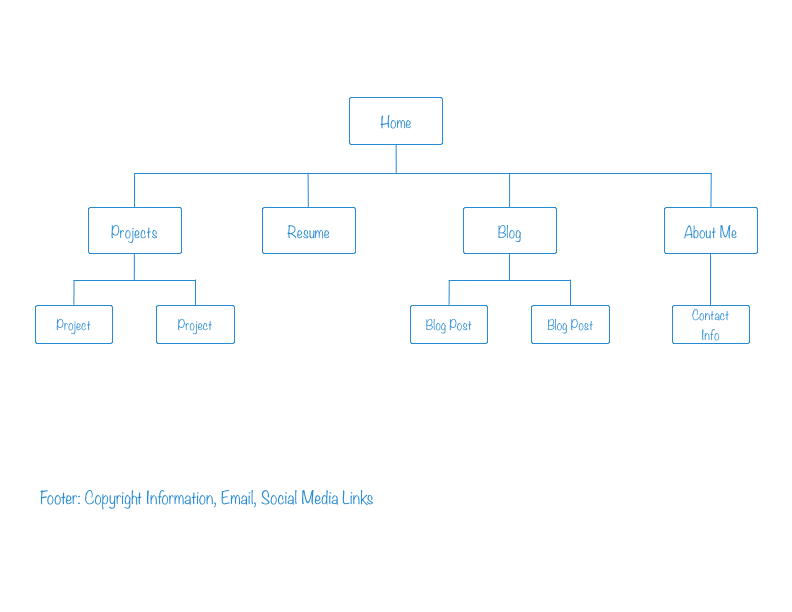 Home
Projects
Resume
Blog
About Me
Project
Project
Blog Post
Blog Post
Contact
Info
Footer: Copyright Information, Email, Social Media Links